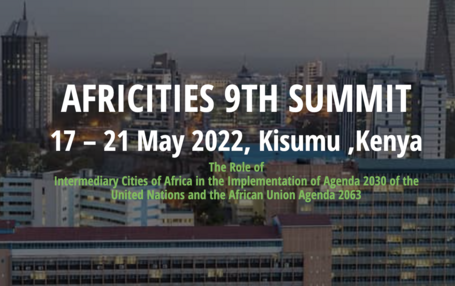 AFRICITIES 9TH SUMMIT
17 – 21 May 2022, Kisumu ,Kenya
The Role of
Intermediary Cities of Africa in the Implementation of Agenda 2030 of the
United Nations and the African Union Agenda 2063